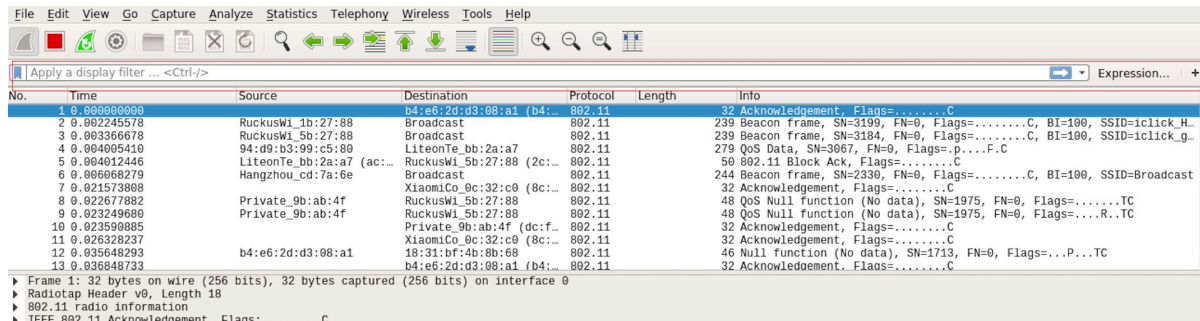 File Edit View Go Capture Analyze Statistics Telephony Wireless Tools Help
Apply a display filter ... <Ctrl-/> Expression... +
No. Time Source Destination Protocol Length Info
1 0.000000000 b4:e6:2d:d3:08:a1 (b4:… 802.11 32 Acknowledgement, Flags=........C
2 0.002245578 RuckusWi_1b:27:88 Broadcast 802.11 239 Beacon frame, SN=3199, FN=0, Flags=........C, BI=100, SSID=iclick_H…
3 0.003366678 RuckusWi_5b:27:88 Broadcast 802.11 239 Beacon frame, SN=3184, FN=0, Flags=........C, BI=100, SSID=iclick_g…
4 0.004005410 94:d9:b3:99:c5:80 LiteonTe_bb:2a:a7 802.11 279 QoS Data, SN=3067, FN=0, Flags=.p....F.C
5 0.004012446 LiteonTe_bb:2a:a7 (ac:… RuckusWi_5b:27:88 (2c:… 802.11 50 802.11 Block Ack, Flags=........C
6 0.006068279 Hangzhou_cd:7a:6e Broadcast 802.11 244 Beacon frame, SN=2330, FN=0, Flags=........C, BI=100, SSID=Broadcast
7 0.021573808 XiaomiCo_0c:32:c0 (8c:… 802.11 32 Acknowledgement, Flags=........C
8 0.022677882 Private_9b:ab:4f RuckusWi_5b:27:88 802.11 48 QoS Null function (No data), SN=1975, FN=0, Flags=.......TC
9 0.023249680 Private_9b:ab:4f RuckusWi_5b:27:88 802.11 48 QoS Null function (No data), SN=1975, FN=0, Flags=....R..TC
10 0.023590885 Private_9b:ab:4f (dc:f… 802.11 32 Acknowledgement, Flags=........C
11 0.026328237 XiaomiCo_0c:32:c0 (8c:… 802.11 32 Acknowledgement, Flags=........C
12 0.035648293 b4:e6:2d:d3:08:a1 18:31:bf:4b:8b:68 802.11 46 Null function (No data), SN=1713, FN=0, Flags=...P...TC
13 0.036848733 b4:e6:2d:d3:08:a1 (b4:… 802.11 32 Acknowledgement, Flags=........C
Frame 1: 32 bytes on wire (256 bits), 32 bytes captured (256 bits) on interface 0
Radiotap Header v0, Length 18
802.11 radio information
IEEE 802.11 Acknowledgement, Flags: ........C